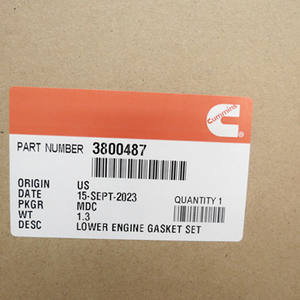 Cummins
PART NUMBER 3800487
ORIGIN US
DATE 15-SEPT-2023 QUANTITY 1
PKGR MDC
WT 1.3
DESC LOWER ENGINE GASKET SET